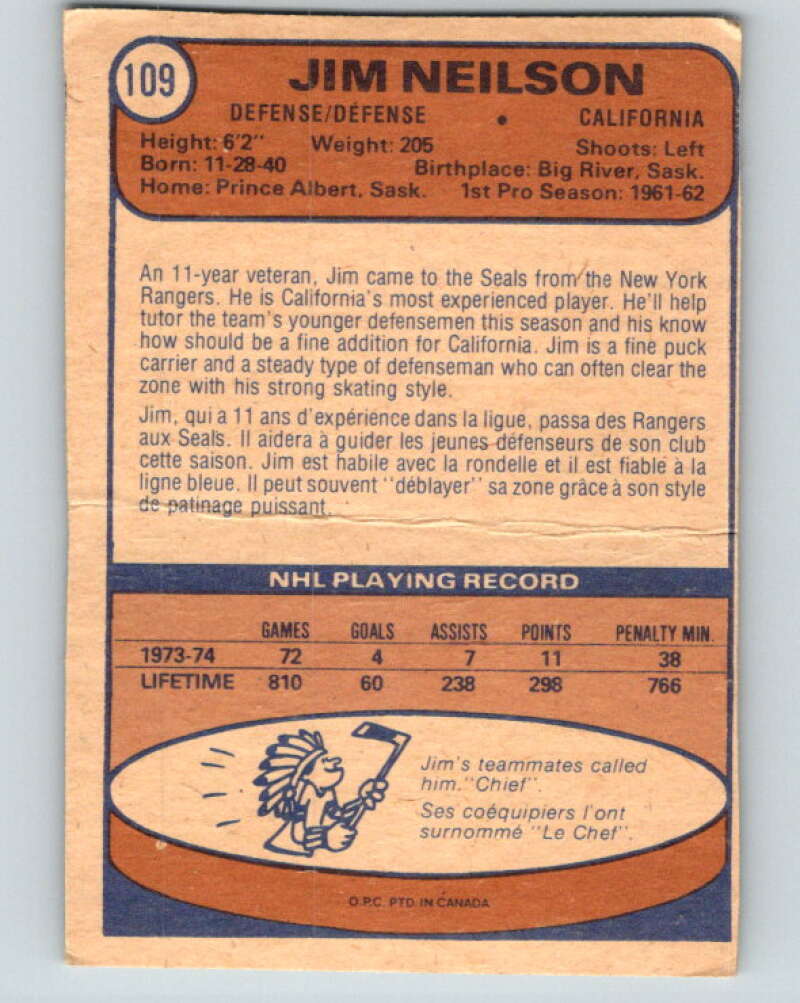 109
JIM NEILSON
DEFENSE/DÉFENSE • CALIFORNIA
Height: 6'2" Weight: 205 Shoots: Left
Born: 11-28-40 Birthplace: Big River, Sask.
Home: Prince Albert, Sask. 1st Pro Season: 1961-62
An 11-year veteran, Jim came to the Seals from the New York
Rangers. He is California's most experienced player. He'll help
tutor the team's younger defensemen this season and his know
how should be a fine addition for California. Jim is a fine puck
carrier and a steady type of defenseman who can often clear the
zone with his strong skating style.
Jim, qui a 11 ans d'expérience dans la ligue, passa des Rangers
aux Seals. Il aidera à guider les jeunes défenseurs de son club
cette saison. Jim est habile avec la rondelle et il est fiable à la
ligne bleue. Il peut souvent "déblayer" sa zone grâce à son style
de patinage puissant.
NHL PLAYING RECORD
GAMES GOALS ASSISTS POINTS PENALTY MIN.
1973-74 72 4 7 11 38
LIFETIME 810 60 238 298 766
Jim's teammates called
him "Chief".
Ses coéquipiers l'ont
surnommé "Le Chef".
O.P.C. PTD. IN CANADA